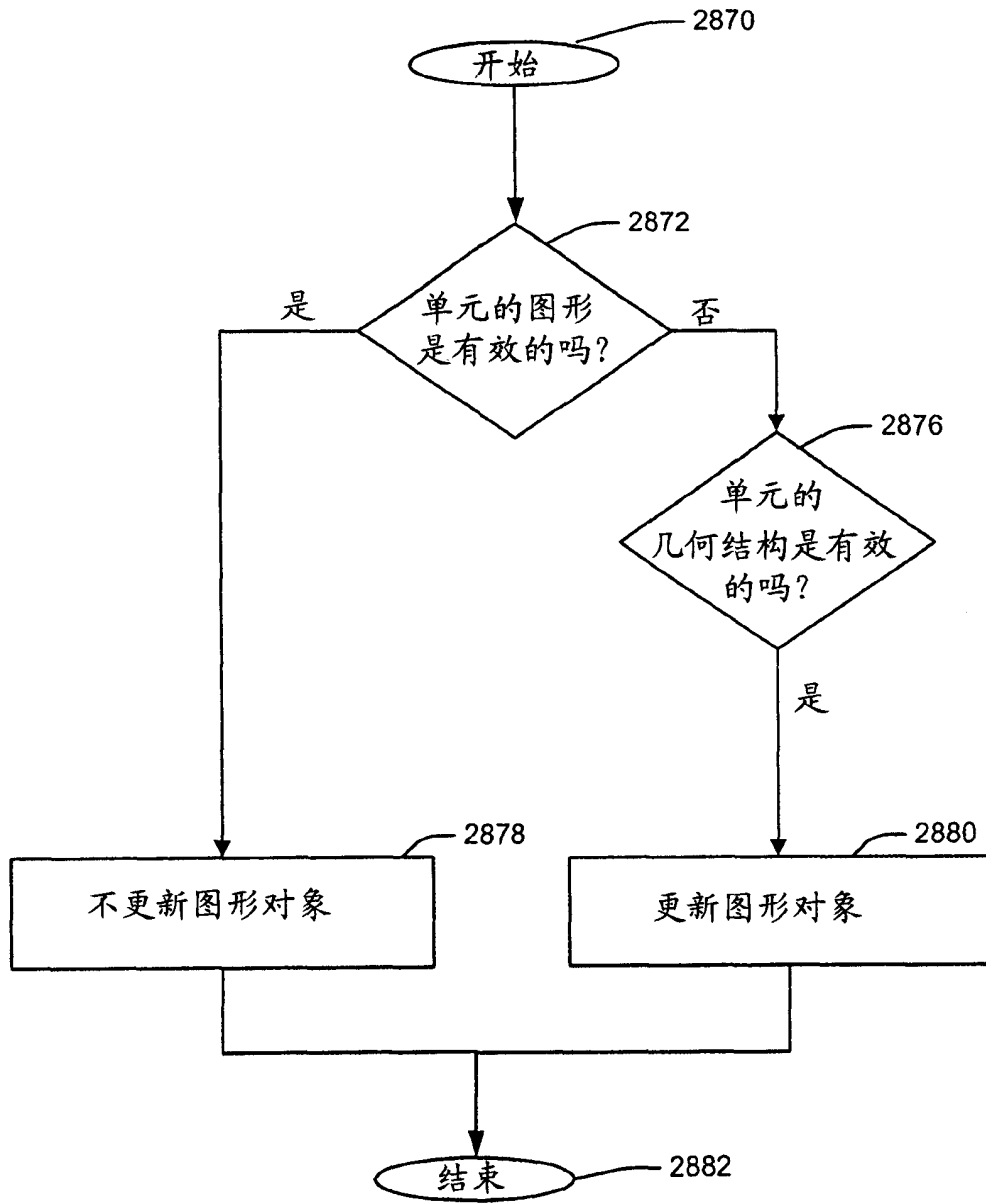 2870
开始
2872
是
单元的图形
是有效的吗?
否
2876
单元的
几何结构是有效
的吗?
是
2878
不更新图形对象
2880
更新图形对象
结束
2882